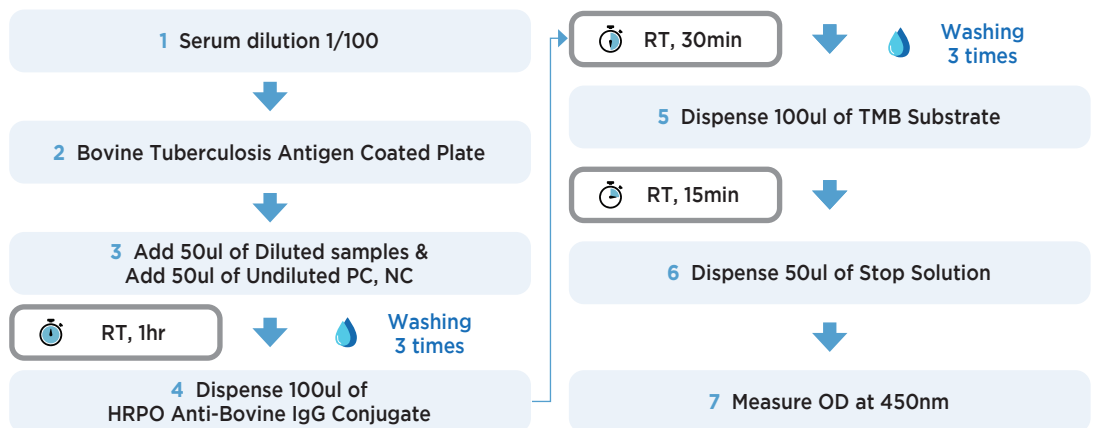 1 Serum dilution 1/100
2 Bovine Tuberculosis Antigen Coated Plate
3 Add 50ul of Diluted samples &
Add 50ul of Undiluted PC, NC
RT, 1hr
Washing
3 times
4 Dispense 100ul of
HRPO Anti-Bovine IgG Conjugate
RT, 30min
Washing
3 times
5 Dispense 100ul of TMB Substrate
RT, 15min
6 Dispense 50ul of Stop Solution
7 Measure OD at 450nm